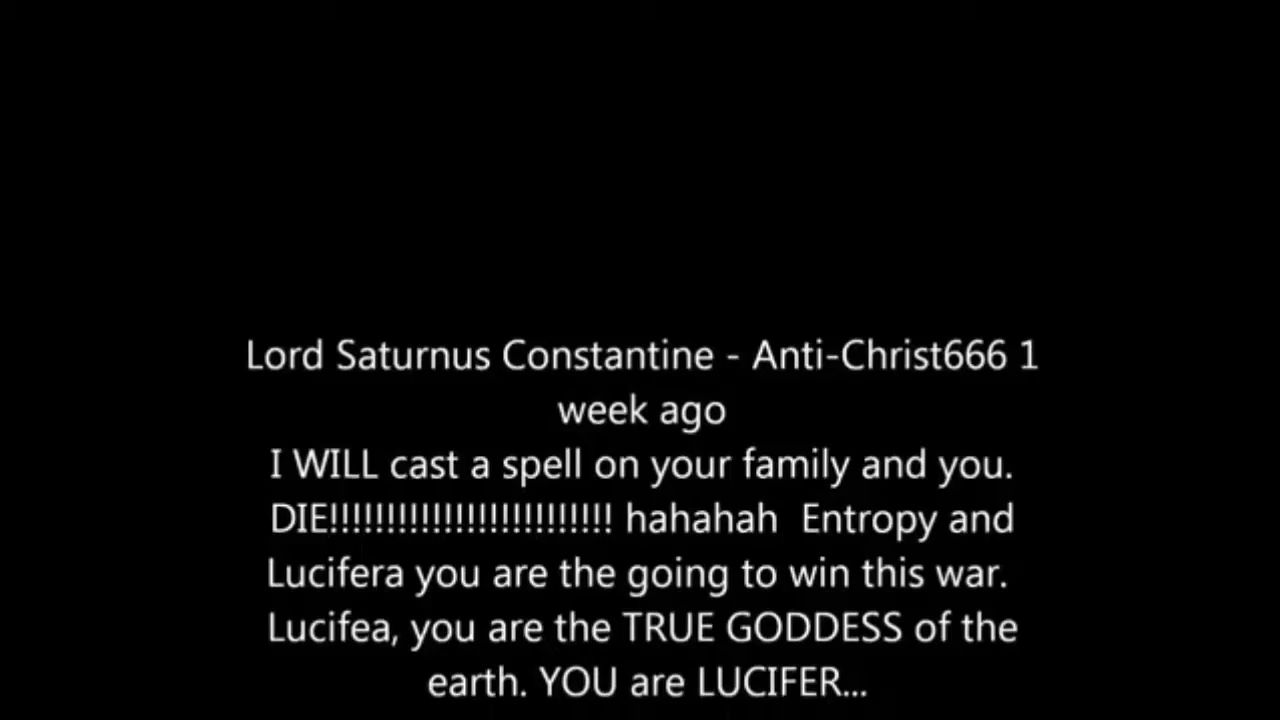 Lord Saturnus Constantine - Anti-Christ666 1
week ago
I WILL cast a spell on your family and you.
DIE!!!!!!!!!!!!!!!!!!!!!!!!! hahahah  Entropy and
Lucifera you are the going to win this war.
Lucifea, you are the TRUE GODDESS of the
earth. YOU are LUCIFER...